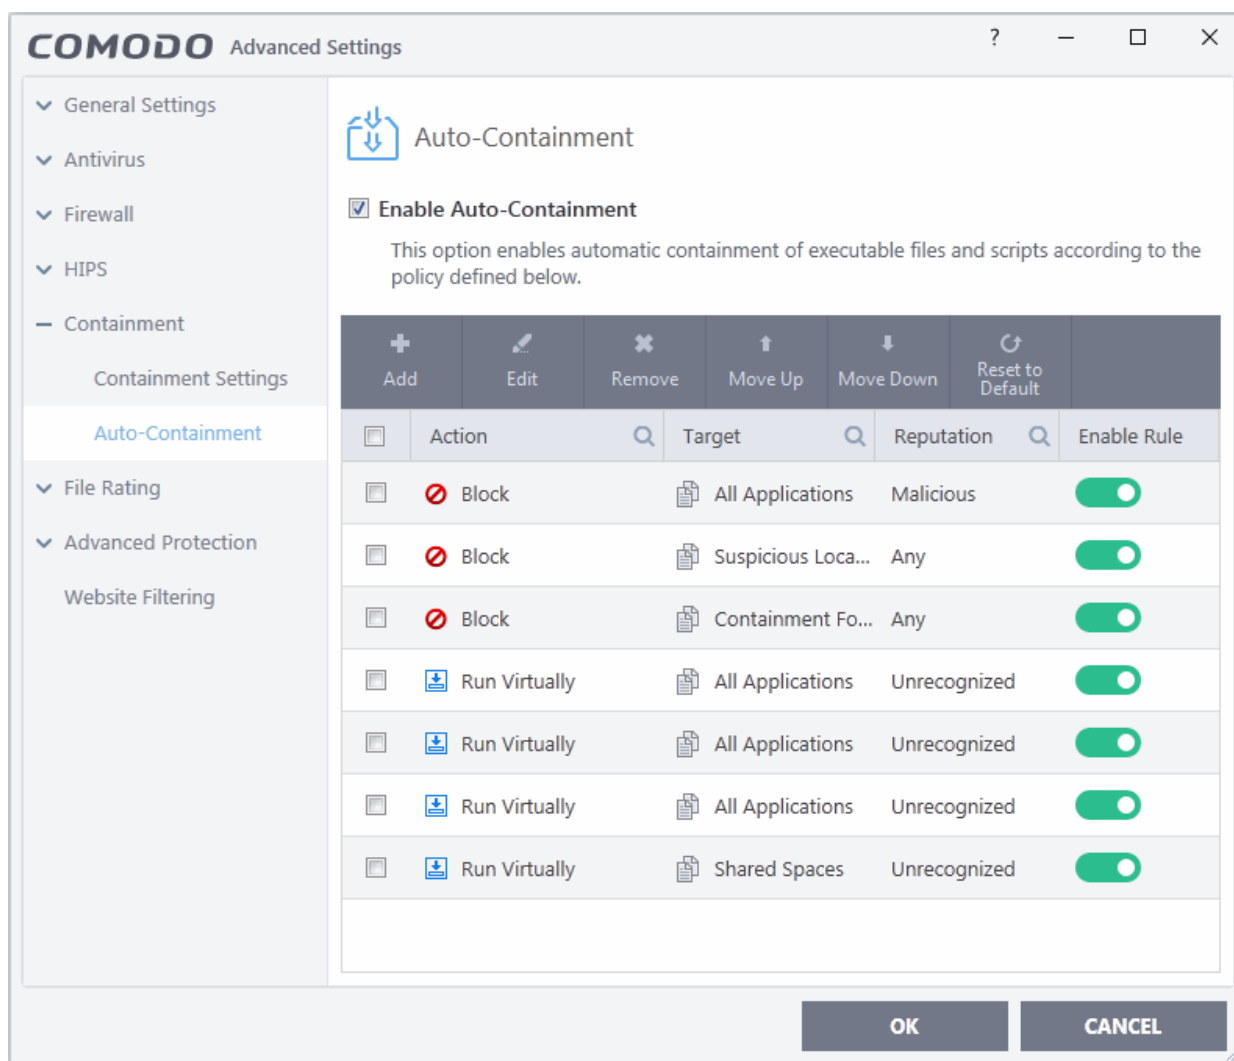 COMODO Advanced Settings ?
General Settings
Antivirus
Firewall
HIPS
Containment
Containment Settings
Auto-Containment
File Rating
Advanced Protection
Website Filtering
Auto-Containment
Enable Auto-Containment
This option enables automatic containment of executable files and scripts according to the
policy defined below.
Add Edit Remove Move Up Move Down Reset to
Default
Action Target Reputation Enable Rule
Block All Applications Malicious
Block Suspicious Loca... Any
Block Containment Fo... Any
Run Virtually All Applications Unrecognized
Run Virtually All Applications Unrecognized
Run Virtually All Applications Unrecognized
Run Virtually Shared Spaces Unrecognized
OK CANCEL